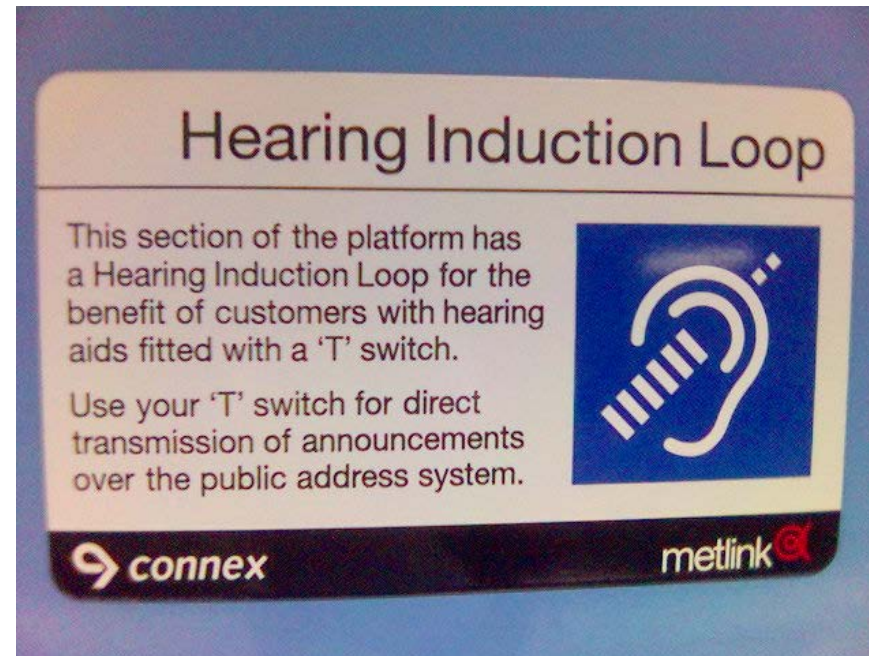 Hearing Induction Loop
This section of the platform has
a Hearing Induction Loop for the
benefit of customers with hearing
aids fitted with a ‘T’ switch.
Use your ‘T’ switch for direct
transmission of announcements
over the public address system.
connex
metlink